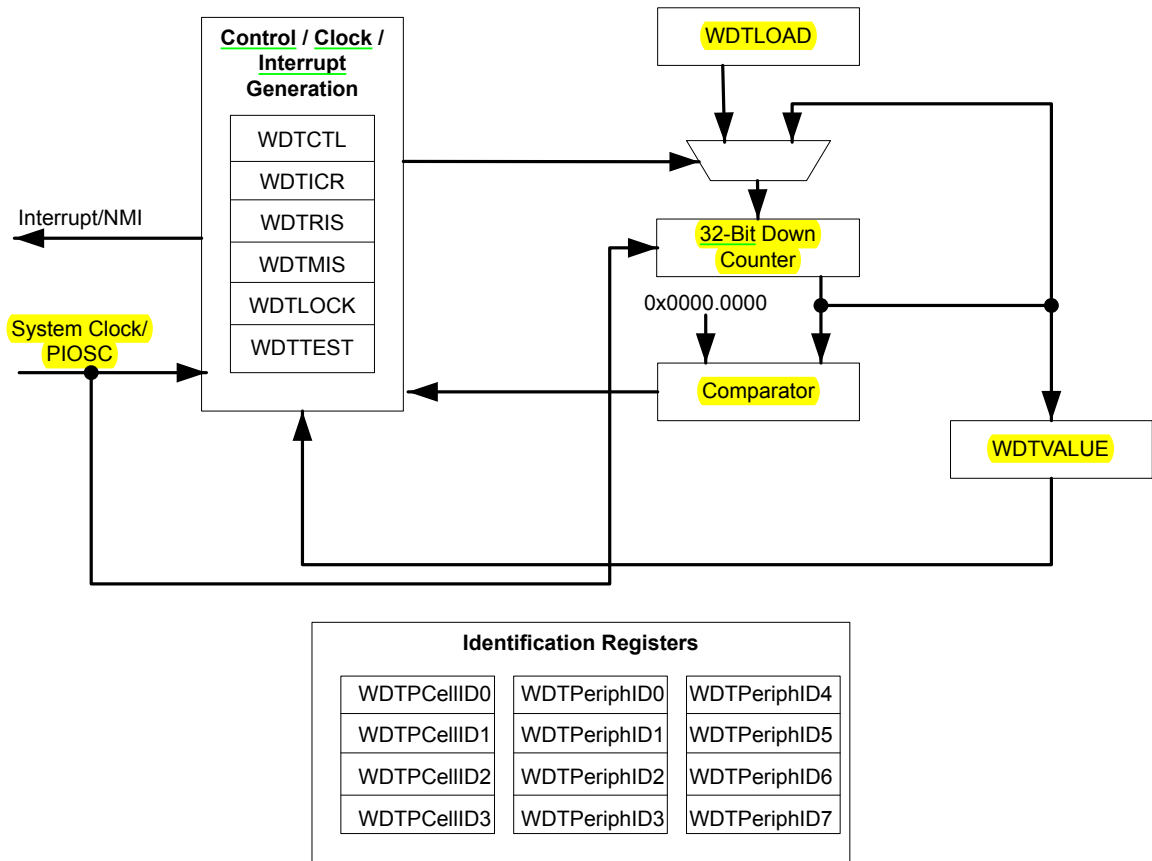 Control / Clock /
Interrupt
Generation
WDTCTL
WDTICR
WDTRIS
WDTMIS
WDTLOCK
WDTTEST
Interrupt/NMI
System Clock/
PIOSC
WDTLOAD
32-Bit Down
Counter
0x0000.0000
Comparator
WDTVALUE
Identification Registers
WDTPCellID0
WDTPeriphID0
WDTPeriphID4
WDTPCellID1
WDTPeriphID1
WDTPeriphID5
WDTPCellID2
WDTPeriphID2
WDTPeriphID6
WDTPCellID3
WDTPeriphID3
WDTPeriphID7